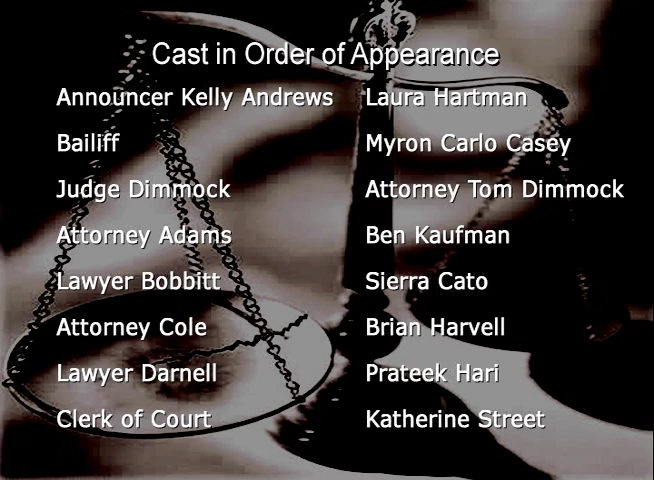 Cast in Order of Appearance
Announcer Kelly Andrews Laura Hartman
Bailiff Myron Carlo Casey
Judge Dimmock Attorney Tom Dimmock
Attorney Adams Ben Kaufman
Lawyer Bobbitt Sierra Cato
Attorney Cole Brian Harvell
Lawyer Darnell Prateek Hari
Clerk of Court Katherine Street